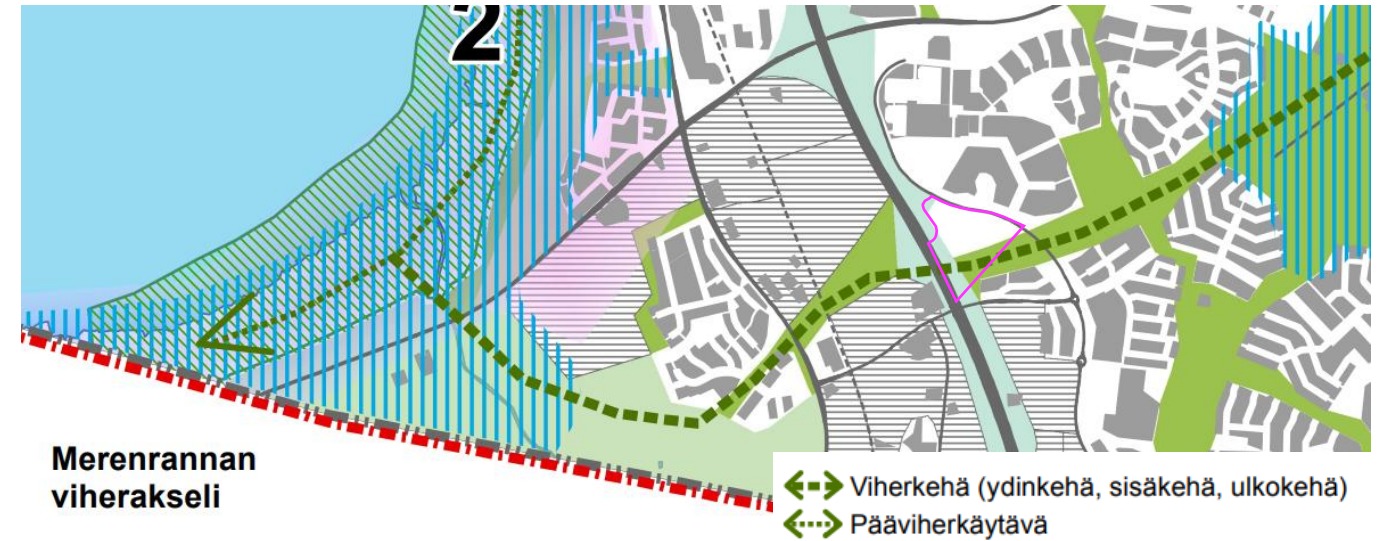 2
Merenrannan
viherakseli
Viherkehä (ydinkehä, sisäkehä, ulkokehä)
Pääviherkäytävä